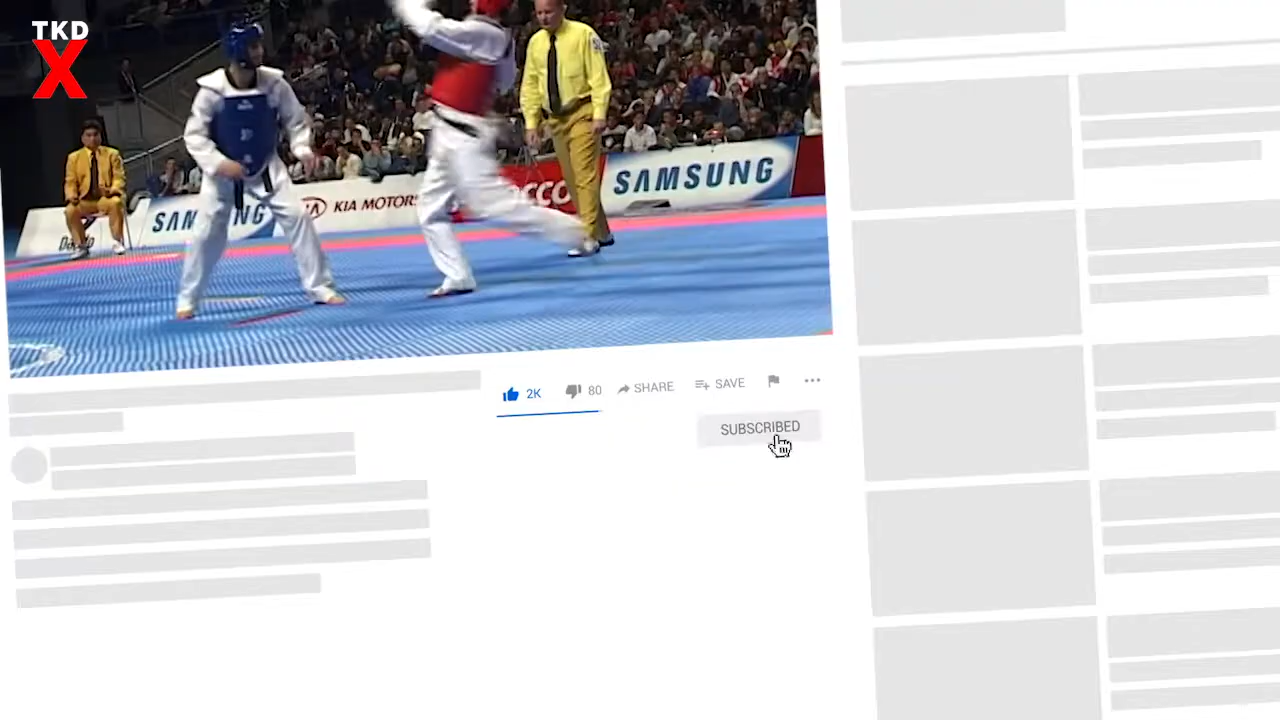 TKD
X
SAMSUNG
KIA MOTORS
SAMSUNG
2K
80
SHARE
SAVE
SUBSCRIBED